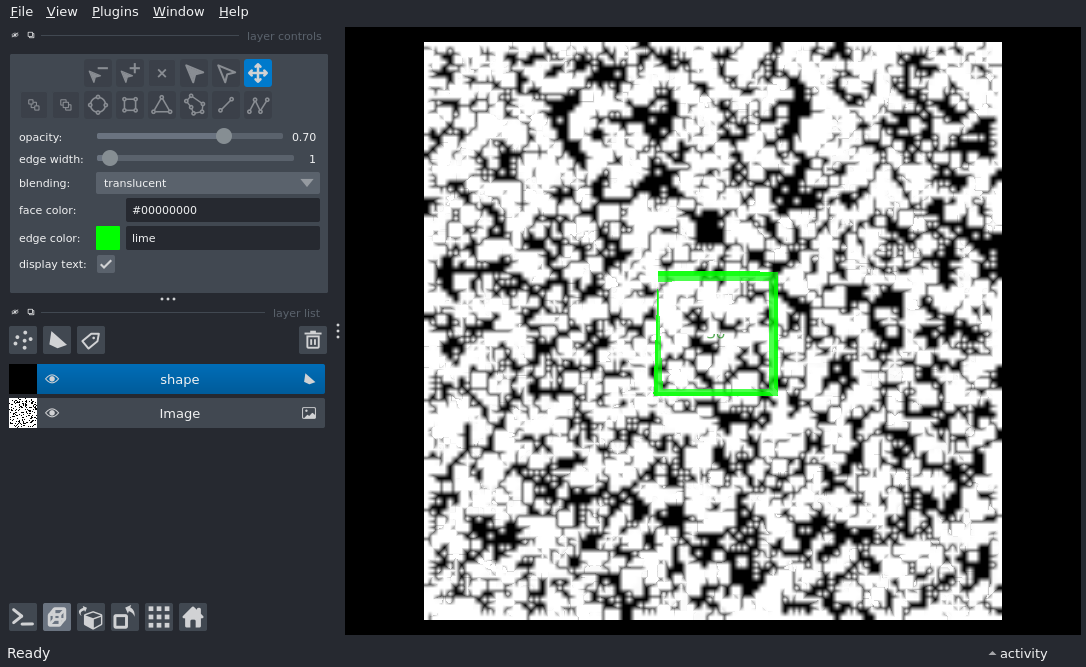 File View Plugins Window Help
layer controls
opacity: 0.70
edge width: 1
blending: translucent
face color: #00000000
edge color: lime
display text:
layer list
shape
Image
Ready
activity